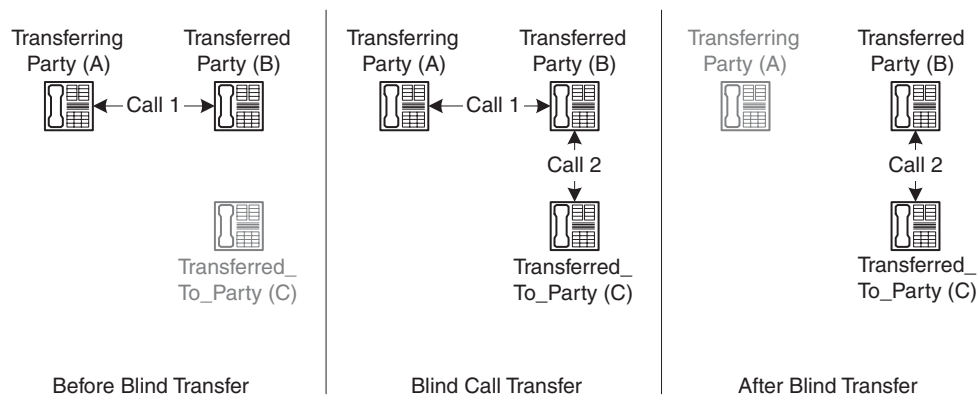 Transferring
Party (A)
Transferred
Party (B)
Call 1
Transferred_
To_Party (C)
Before Blind Transfer
Transferring
Party (A)
Transferred
Party (B)
Call 1
Call 2
Transferred_
To_Party (C)
Blind Call Transfer
Transferring
Party (A)
Transferred
Party (B)
Call 2
Transferred_
To_Party (C)
After Blind Transfer